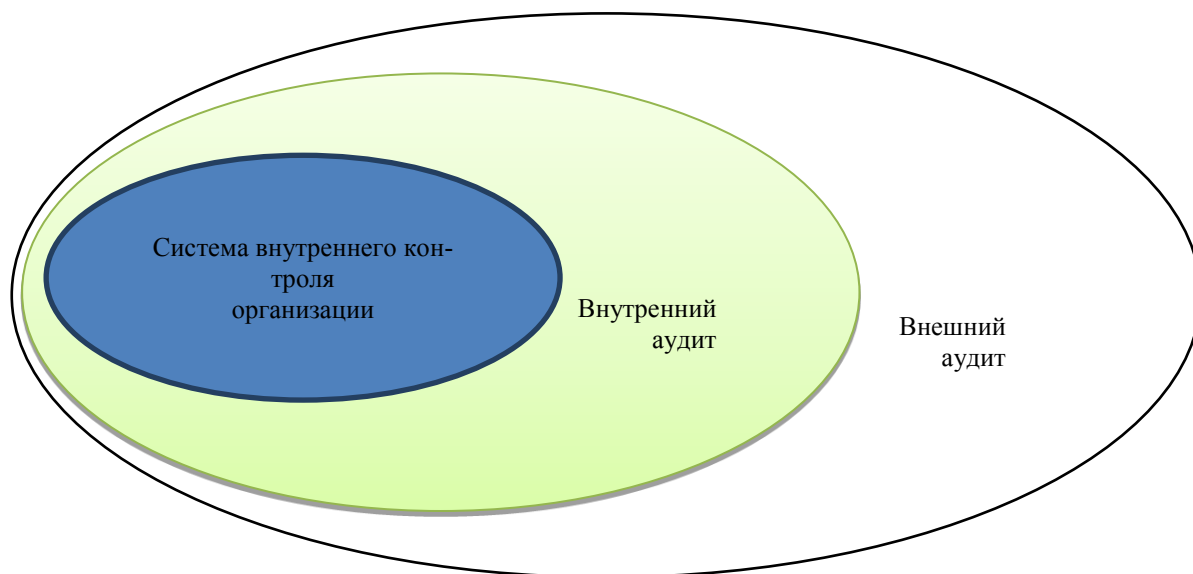 Система внутреннего кон-
троля
организации
Внутренний
аудит
Внешний
аудит